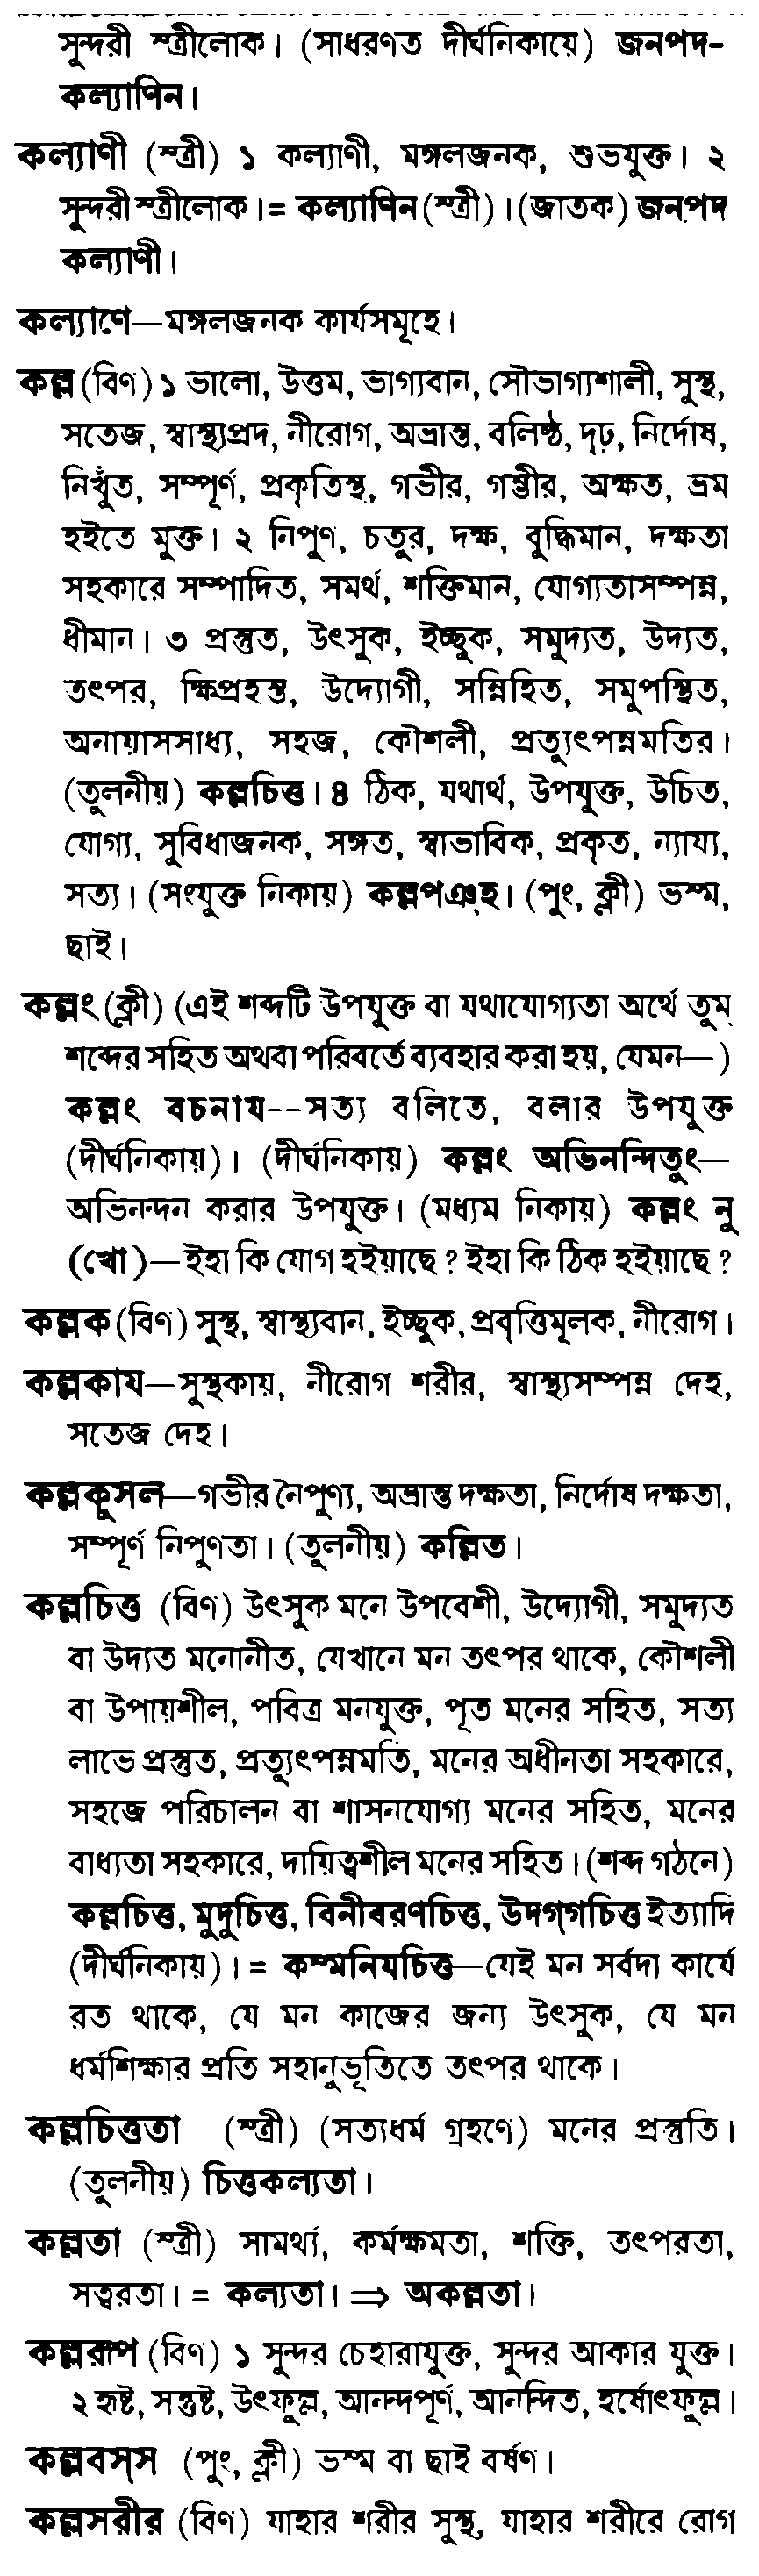 সুন্দরী স্ত্রীলোক। (সাধরণত দীর্ঘনিকায়ে) জনপদ-
কল্যাণিন।
কল্যাণী (স্ত্রী) ১ কল্যাণী, মঙ্গলজনক, শুভযুক্ত। ২
সুন্দরী স্ত্রীলোক।= কল্যাণিন (স্ত্রী)। (জাতক) জনপদ
কল্যাণী।
কল্যাণে—মঙ্গলজনক কার্যসমূহে।
কল্ল (বিণ) ১ ভালো, উত্তম, ভাগ্যবান, সৌভাগ্যশালী, সুস্থ,
সতেজ, স্বাস্থ্যপ্রদ, নীরোগ, অভ্রান্ত, বলিষ্ঠ, দৃঢ়, নির্দোষ,
নিখুঁত, সম্পূর্ণ, প্রকৃতিস্থ, গভীর, গম্ভীর, অক্ষত, ভ্রম
হইতে মুক্ত। ২ নিপুণ, চতুর, দক্ষ, বুদ্ধিমান, দক্ষতা
সহকারে সম্পাদিত, সমর্থ, শক্তিমান, যোগ্যতাসম্পন্ন,
ধীমান। ৩ প্রস্তুত, উৎসুক, ইচ্ছুক, সমুদ্যত, উদ্যত,
তৎপর, ক্ষিপ্রহস্ত, উদ্যোগী, সন্নিহিত, সমুপস্থিত,
অনায়াসসাধ্য, সহজ, কৌশলী, প্রত্যুৎপন্নমতির।
(তুলনীয়) কল্লচিত্ত। ৪ ঠিক, যথার্থ, উপযুক্ত, উচিত,
যোগ্য, সুবিধাজনক, সঙ্গত, স্বাভাবিক, প্রকৃত, ন্যায্য,
সত্য। (সংযুক্ত নিকায়) কল্লপঞ্হ। (পুং, ক্লী) ভস্ম,
ছাই।
কল্লং (ক্লী) (এই শব্দটি উপযুক্ত বা যথাযোগ্যতা অর্থে তুম্
শব্দের সহিত অথবা পরিবর্তে ব্যবহার করা হয়, যেমন—)
কল্লং বচনায--সত্য বলিতে, বলার উপযুক্ত
(দীর্ঘনিকায়)। (দীর্ঘনিকায়) কল্লং অভিনন্দিতুং—
অভিনন্দন করার উপযুক্ত। (মধ্যম নিকায়) কল্লং নু
(খো)—ইহা কি যোগ হইয়াছে? ইহা কি ঠিক হইয়াছে?
কল্লক (বিণ) সুস্থ, স্বাস্থ্যবান, ইচ্ছুক, প্রবৃত্তিমূলক, নীরোগ।
কল্লকায—সুস্থকায়, নীরোগ শরীর, স্বাস্থ্যসম্পন্ন দেহ,
সতেজ দেহ।
কল্লকূসল—গভীর নৈপুণ্য, অভ্রান্ত দক্ষতা, নির্দোষ দক্ষতা,
সম্পূর্ণ নিপুণতা। (তুলনীয়) কল্লিত।
কল্লচিত্ত (বিণ) উৎসুক মনে উপবেশী, উদ্যোগী, সমুদ্যত
বা উদ্যত মনোনীত, যেখানে মন তৎপর থাকে, কৌশলী
বা উপায়শীল, পবিত্র মনযুক্ত, পূত মনের সহিত, সত্য
লাভে প্রস্তুত, প্রত্যুৎপন্নমতি, মনের অধীনতা সহকারে,
সহজে পরিচালন বা শাসনযোগ্য মনের সহিত, মনের
বাধ্যতা সহকারে, দায়িত্বশীল মনের সহিত। (শব্দ গঠনে)
কল্লচিত্ত, মুদুচিত্ত, বিনীবরণচিত্ত, উদগ্গচিত্ত ইত্যাদি
(দীর্ঘনিকায়)। = কম্মনিযচিত্ত—যেই মন সর্বদা কার্যে
রত থাকে, যে মন কাজের জন্য উৎসুক, যে মন
ধর্মশিক্ষার প্রতি সহানুভূতিতে তৎপর থাকে।
কল্লচিত্ততা (স্ত্রী) (সত্যধর্ম গ্রহণে) মনের প্রস্তুতি।
(তুলনীয়) চিত্তকল্যতা।
কল্লতা (স্ত্রী) সামর্থ্য, কর্মক্ষমতা, শক্তি, তৎপরতা,
সত্বরতা। = কল্যতা। ⇒ অকল্লতা।
কল্লরূপ (বিণ) ১ সুন্দর চেহারাযুক্ত, সুন্দর আকার যুক্ত।
২ হৃষ্ট, সন্তুষ্ট, উৎফুল্ল, আনন্দপূর্ণ, আনন্দিত, হর্ষোৎফুল্ল।
কল্লবস্স (পুং, ক্লী) ভস্ম বা ছাই বর্ষণ।
কল্লসরীর (বিণ) যাহার শরীর সুস্থ, যাহার শরীরে রোগ